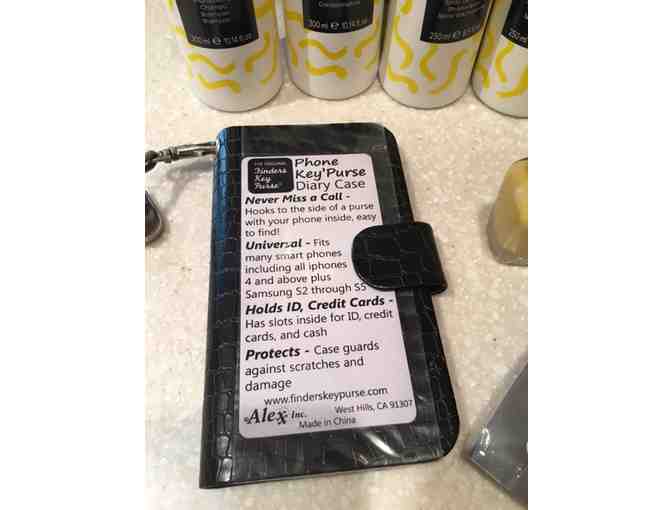 300 ml ℮ 10.14 fl.oz
300 ml ℮ 10.14 fl.oz
250 ml ℮
250 ml
THE ORIGINAL
Finders
Key
Purse
Phone
Key'Purse
Diary Case
Never Miss a Call -
Hooks to the side of a purse
with your phone inside, easy
to find!
Universal - Fits
many smart phones
including all iphones
4 and above plus
Samsung S2 through S5
Holds ID, Credit Cards -
Has slots inside for ID, credit
cards, and cash
Protects - Case guards
against scratches and
damage
www.finderskeypurse.com
Alex Inc.
West Hills, CA 91307
Made in China